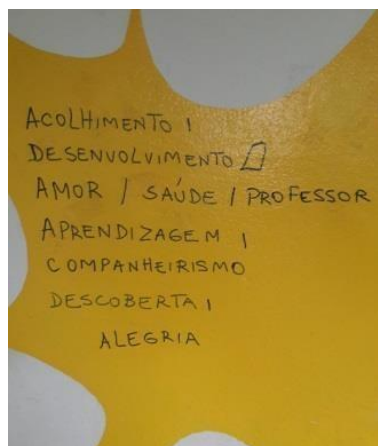 ACOLHIMENTO ,
DESENVOLVIMENTO
AMOR / SAÚDE / PROFESSOR
APRENDIZAGEM ,
COMPANHEIRISMO
DESCOBERTA ,
ALEGRIA